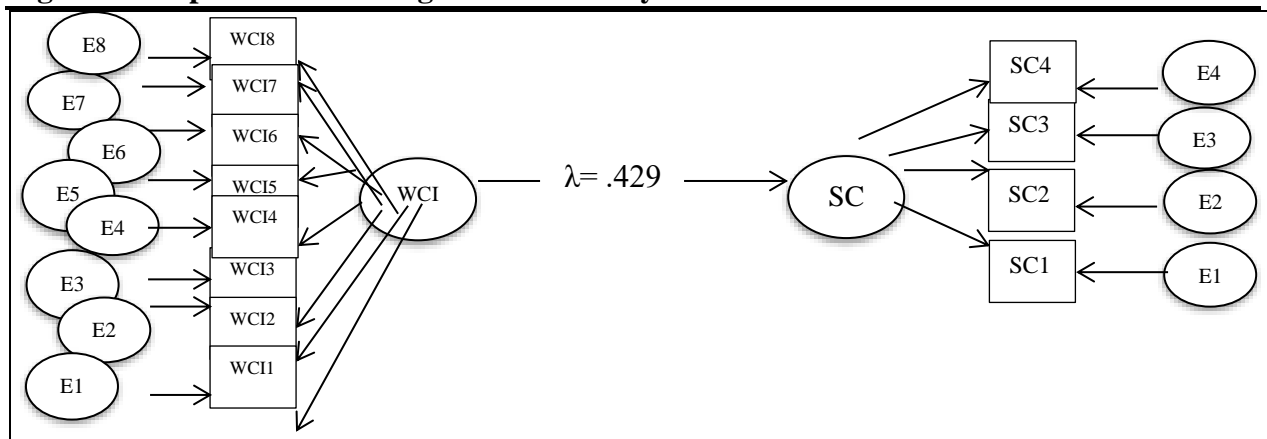 E8
E7
E6
E5
E4
E3
E2
E1
WCI8
WCI7
WCI6
WCI5
WCI4
WCI3
WCI2
WCI1
WCI
λ= .429
SC
SC4
SC3
SC2
SC1
E4
E3
E2
E1